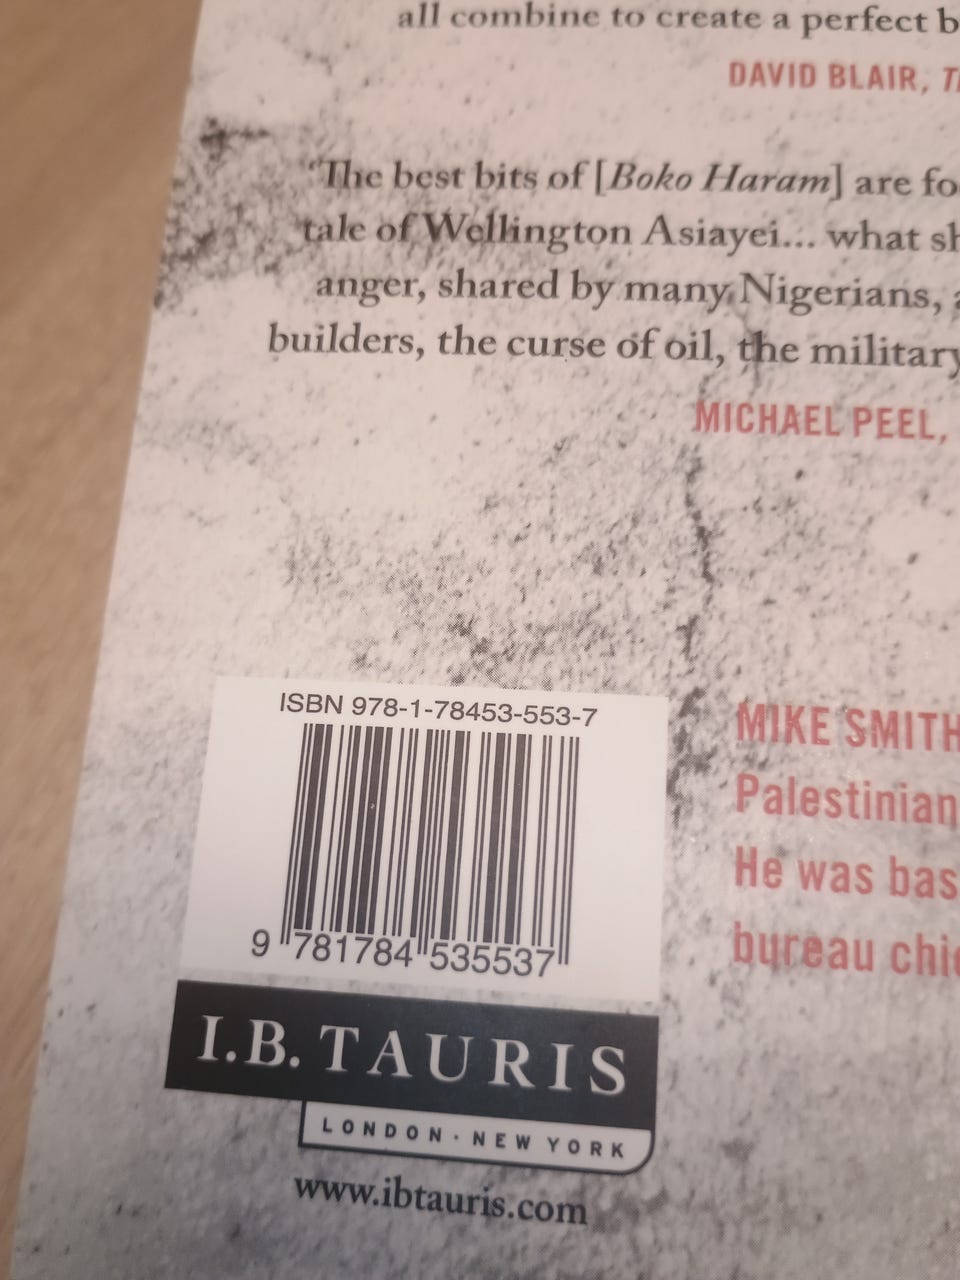 all combine to create a perfect b
DAVID BLAIR, T
‘The best bits of [Boko Haram] are fo
tale of Wellington Asiayei... what sh
anger, shared by many Nigerians, a
builders, the curse of oil, the military
MICHAEL PEEL,
ISBN 978-1-78453-553-7
9 781784 535537
I.B.TAURIS
LONDON · NEW YORK
www.ibtauris.com
MIKE SMITH
Palestinian
He was bas
bureau chie